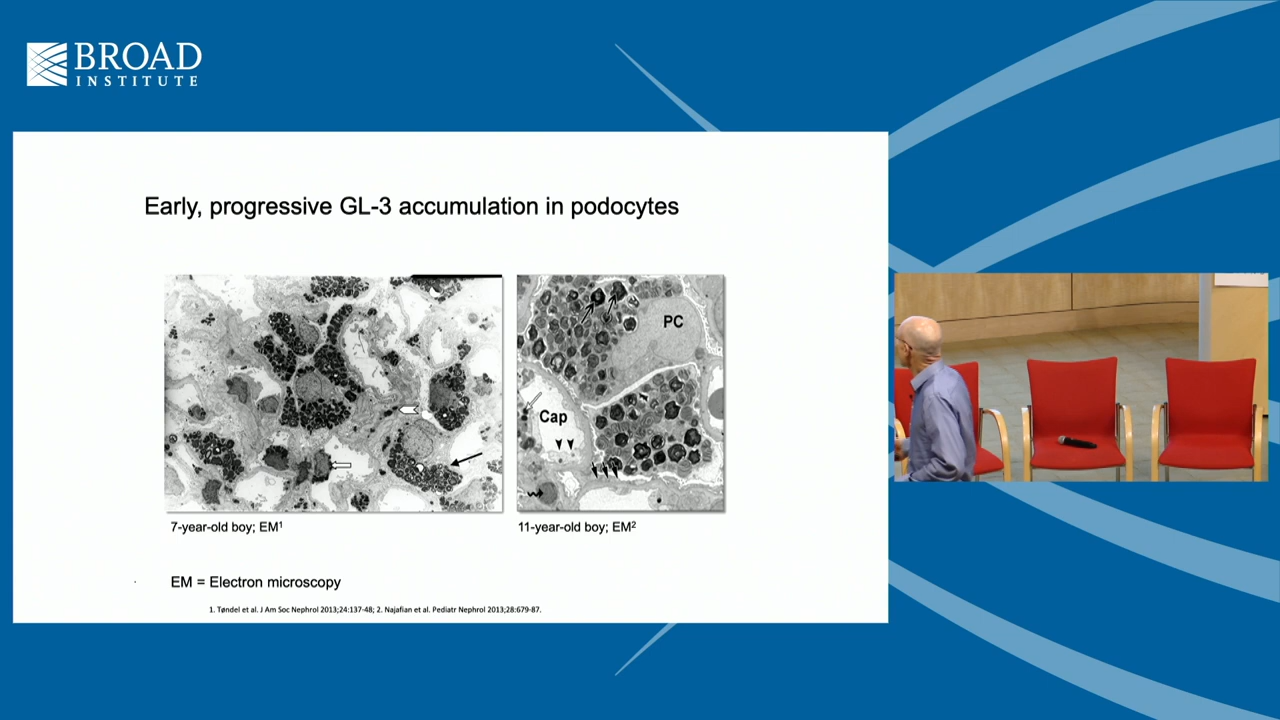 BROAD
INSTITUTE
Early, progressive GL-3 accumulation in podocytes
PC
Cap
7-year-old boy; EM1
11-year-old boy; EM2
EM = Electron microscopy
1. Tøndel et al. J Am Soc Nephrol 2013;24:137-48; 2. Najafian et al. Pediatr Nephrol 2013;28:679-87.